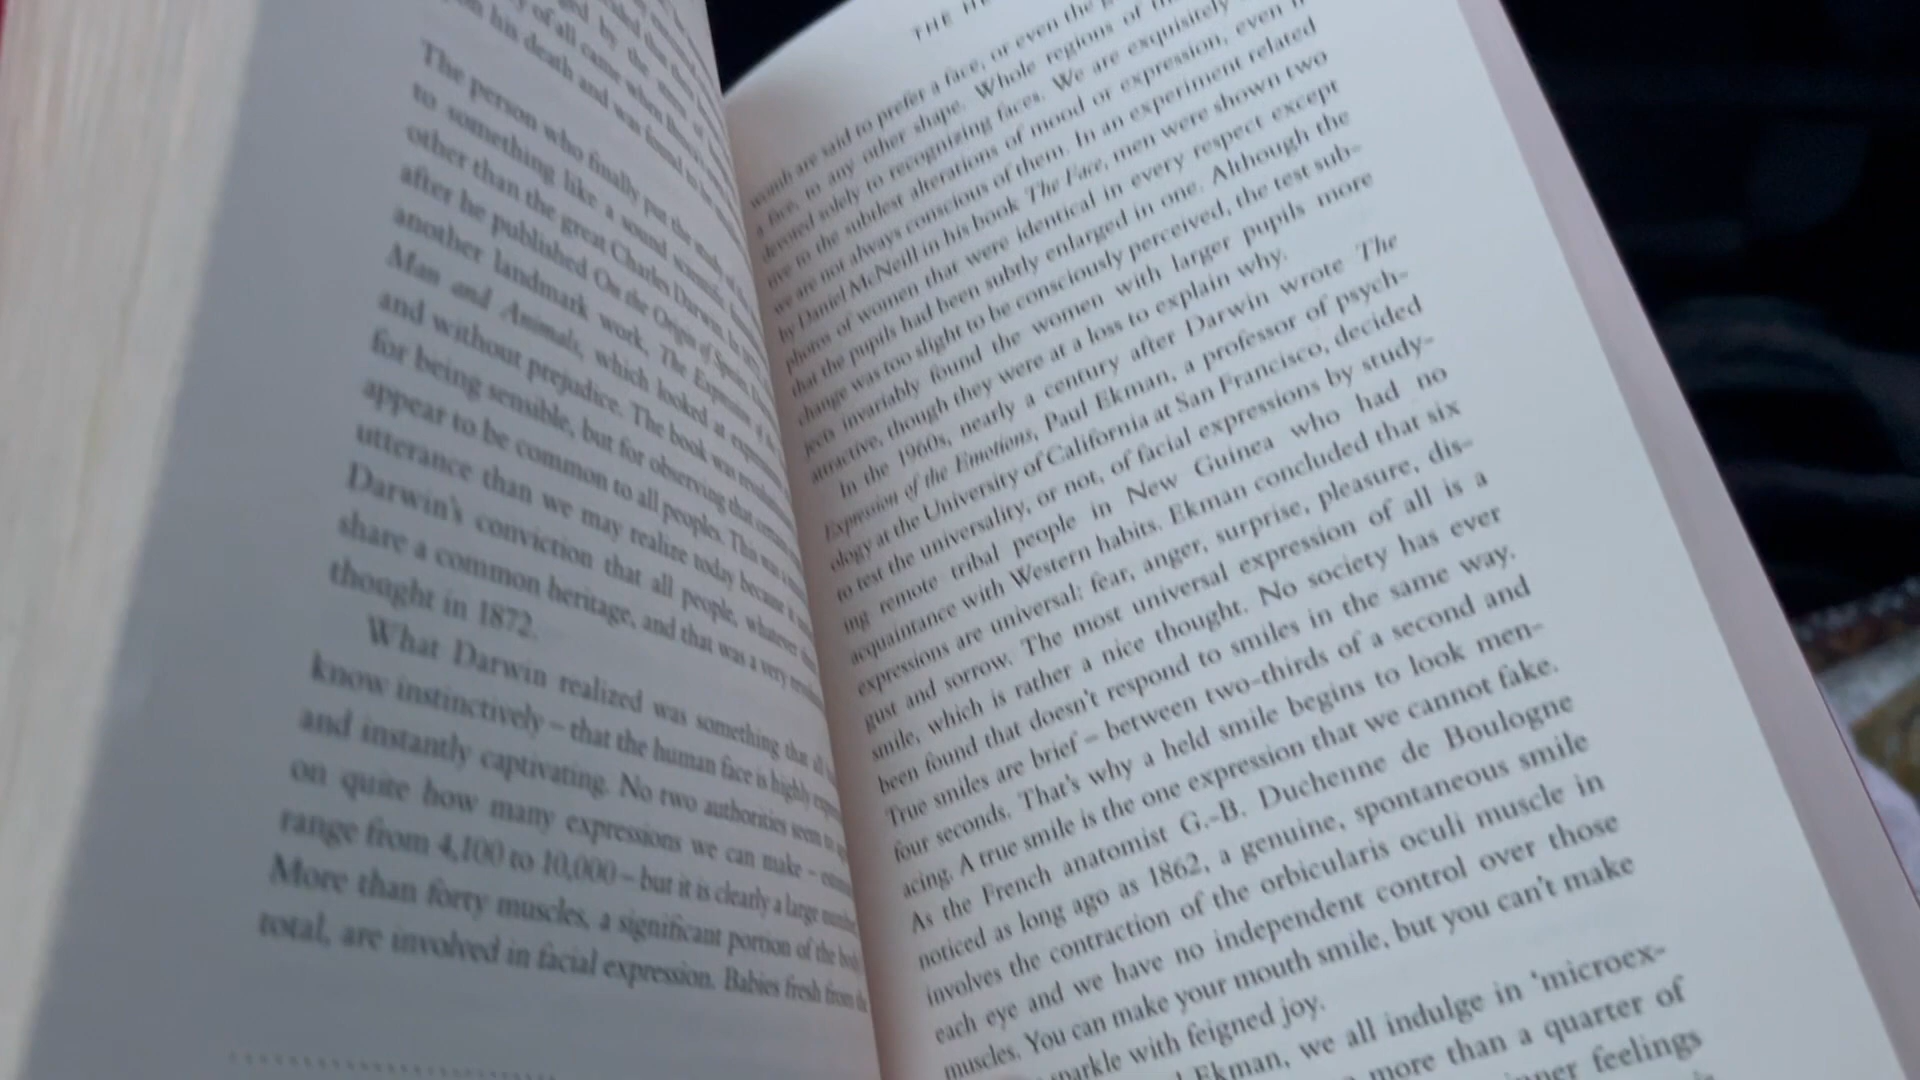 his death and was found to
The person who finally put the study of
to something like a sound scientific
other than the great Charles Darwin. In
after he published On the Origin of Species,
another landmark work, The Expression of the
Man and Animals, which looked at
and without prejudice. The book was
for being sensible, but for observing that certain
appear to be common to all peoples. This was a
utterance than we may realize today because it
Darwin's conviction that all people, whatever
share a common heritage, and that was a very
thought in 1872.
What Darwin realized was something that all
know instinctively – that the human face is highly
and instantly captivating. No two authorities seem to
on quite how many expressions we can make –
range from 4,100 to 10,000 – but it is clearly a large
More than forty muscles, a significant portion of the
total, are involved in facial expression. Babies fresh from the
THE
womb are said to prefer a face, or even the
a face, to any other shape. Whole regions of
devoted solely to recognizing faces. We are exquisitely
tive to the subtlest alterations of mood or expression, even if
we are not always conscious of them. In an experiment related
by Daniel McNeill in his book The Face, men were shown two
photos of women that were identical in every respect except
that the pupils had been subtly enlarged in one. Although the
change was too slight to be consciously perceived, the test sub-
jects invariably found the women with larger pupils more
attractive, though they were at a loss to explain why.
In the 1960s, nearly a century after Darwin wrote The
Expression of the Emotions, Paul Ekman, a professor of psych-
ology at the University of California at San Francisco, decided
to test the universality, or not, of facial expressions by study-
ing remote tribal people in New Guinea who had no
acquaintance with Western habits. Ekman concluded that six
expressions are universal: fear, anger, surprise, pleasure, dis-
gust and sorrow. The most universal expression of all is a
smile, which is rather a nice thought. No society has ever
been found that doesn't respond to smiles in the same way.
True smiles are brief – between two-thirds of a second and
four seconds. That's why a held smile begins to look men-
acing. A true smile is the one expression that we cannot fake.
As the French anatomist G.-B. Duchenne de Boulogne
noticed as long ago as 1862, a genuine, spontaneous smile
involves the contraction of the orbicularis oculi muscle in
each eye and we have no independent control over those
muscles. You can make your mouth smile, but you can't make
with feigned joy.
Ekman, we all indulge in 'microex-
more than a quarter of
feelings